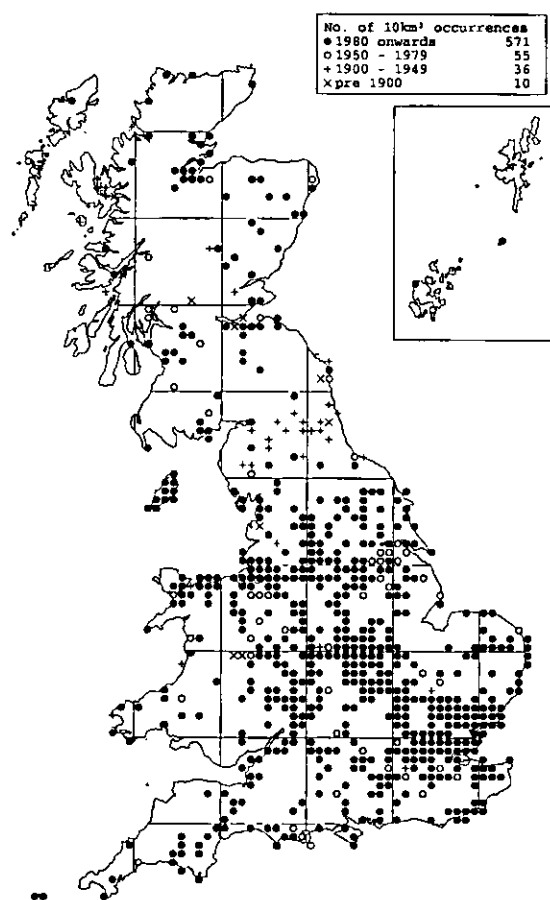 No. of 10km² occurrences
● 1980 onwards 571
○ 1950 - 1979 55
+ 1900 - 1949 36
× pre 1900 10